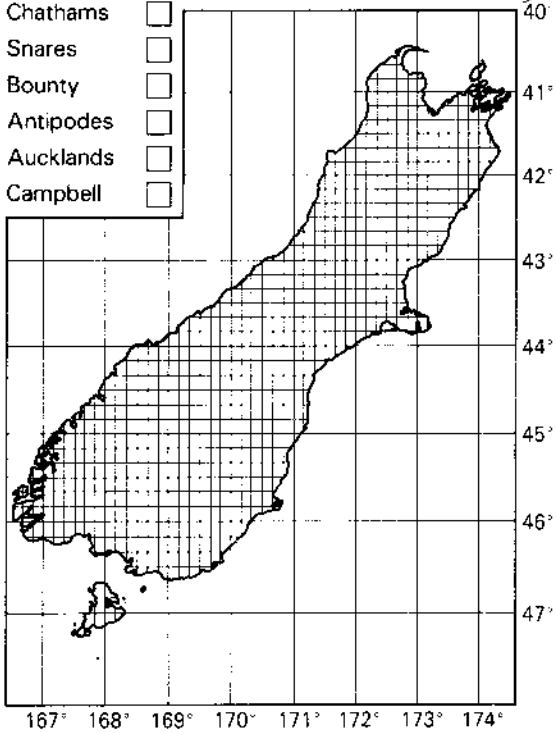 Chathams
Snares
Bounty
Antipodes
Aucklands
Campbell
40°
41°
42°
43°
44°
45°
46°
47°
167° 168° 169° 170° 171° 172° 173° 174°